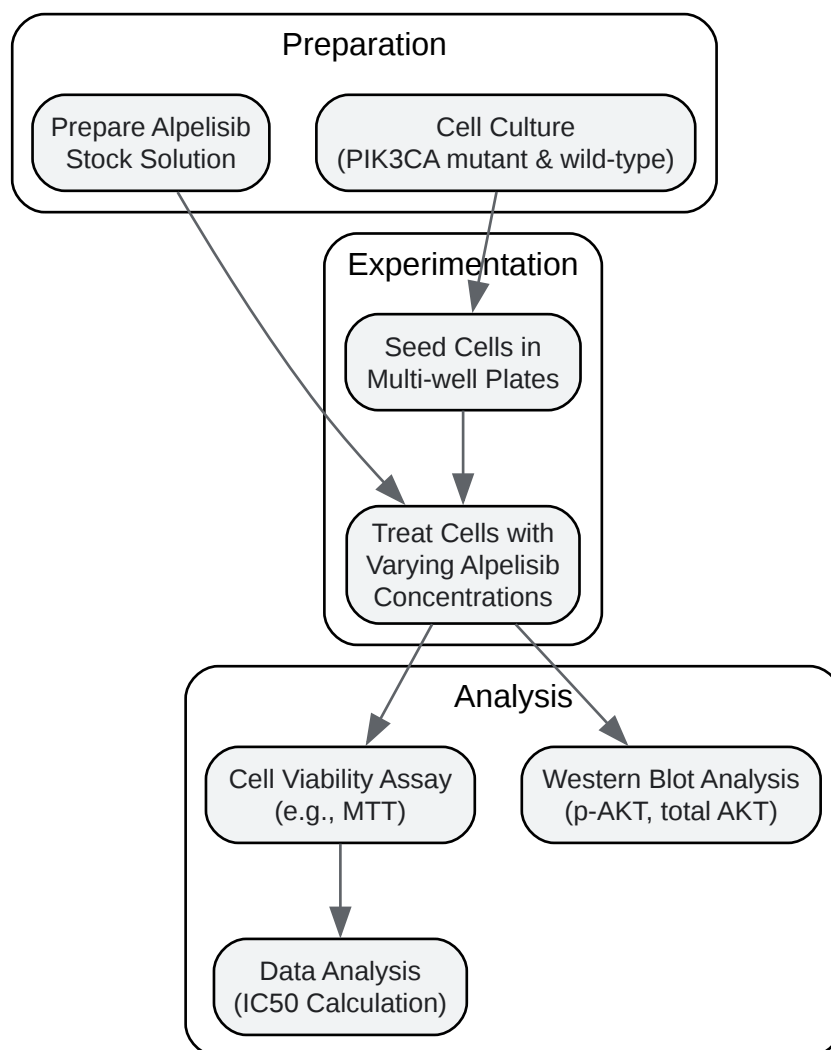 Preparation
Prepare Alpelisib
Stock Solution
Cell Culture
(PIK3CA mutant & wild-type)
Experimentation
Seed Cells in
Multi-well Plates
Treat Cells with
Varying Alpelisib
Concentrations
Analysis
Cell Viability Assay
(e.g., MTT)
Western Blot Analysis
(p-AKT, total AKT)
Data Analysis
(IC50 Calculation)